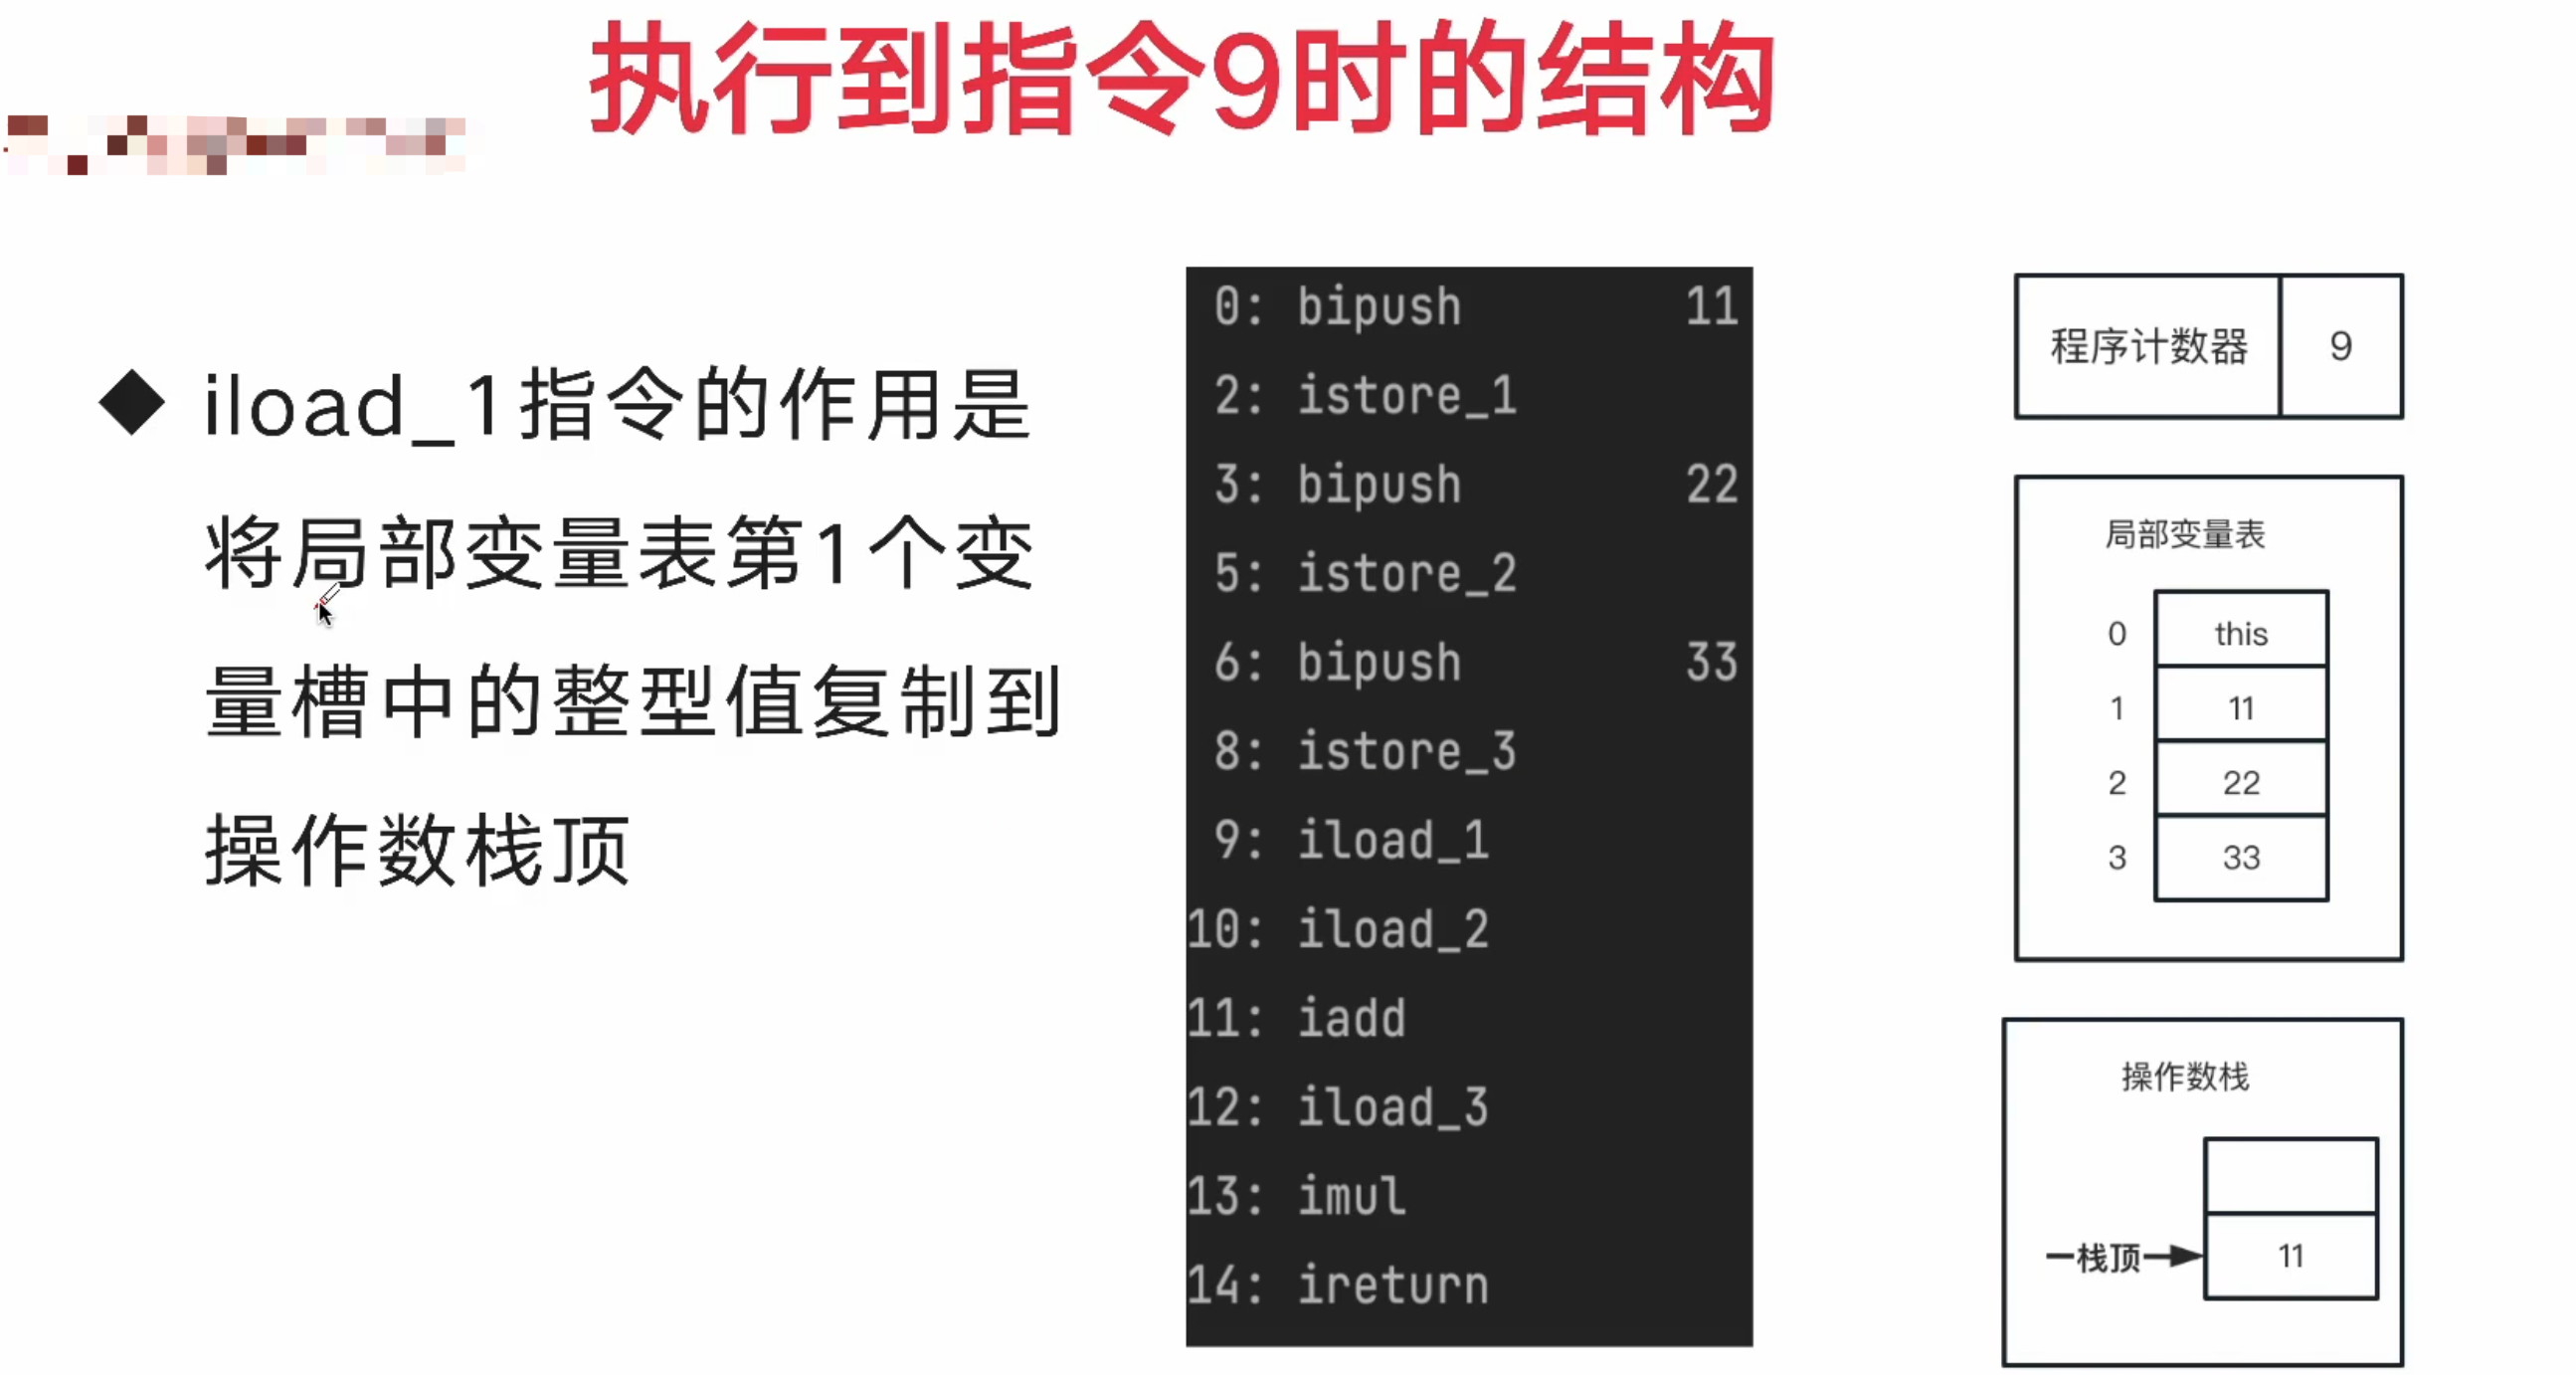 执行到指令9时的结构
◆ iload_1指令的作用是
将局部变量表第1个变
量槽中的整型值复制到
操作数栈顶
0: bipush 11
2: istore_1
3: bipush 22
5: istore_2
6: bipush 33
8: istore_3
9: iload_1
10: iload_2
11: iadd
12: iload_3
13: imul
14: ireturn
程序计数器 9
局部变量表
0 this
1 11
2 22
3 33
操作数栈
栈顶 11